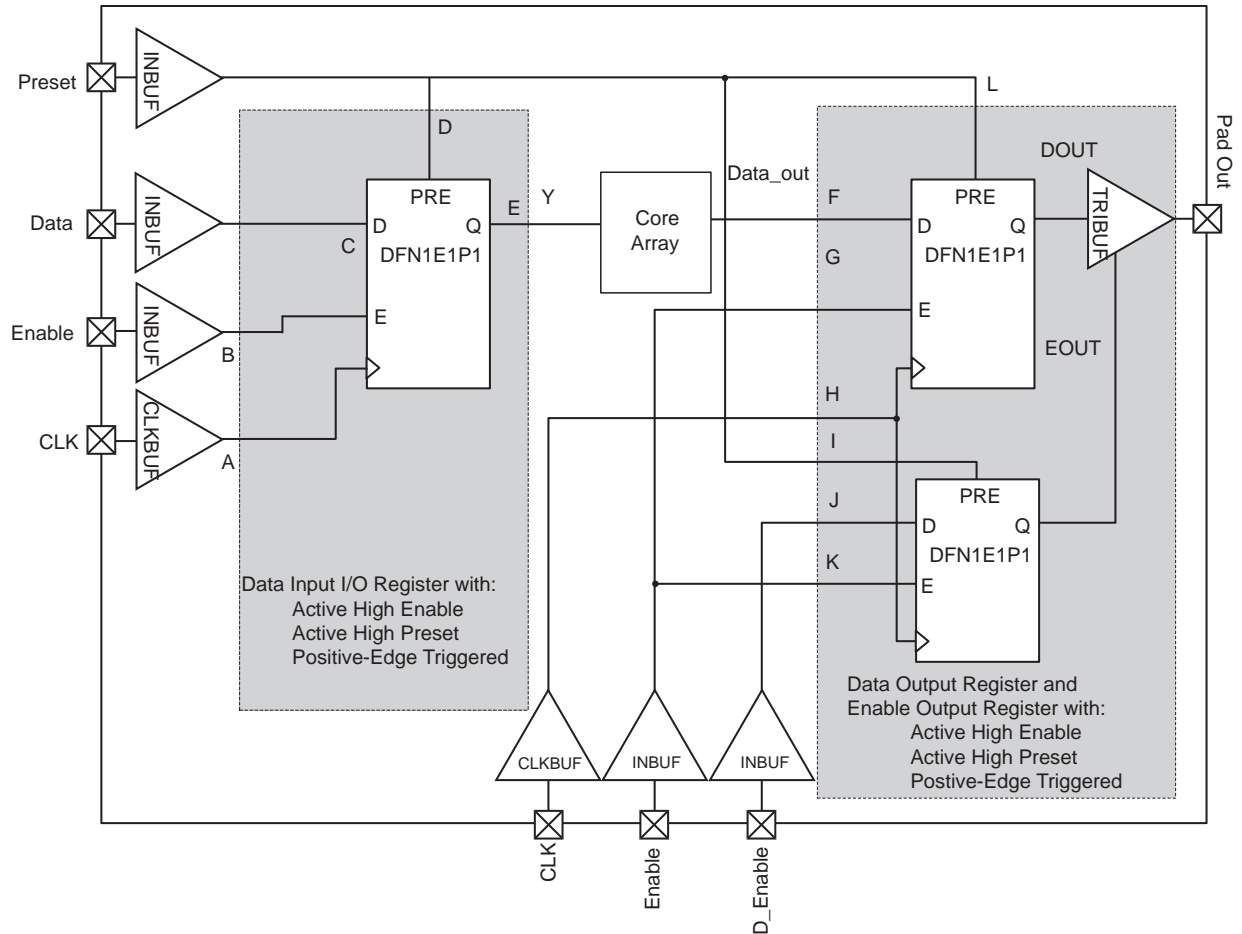 Preset
INBUF
L
D
Pad Out
Data
INBUF
PRE
D
Q
DFN1E1P1
E
C
E
Y
Core
Array
Data_out
F
G
PRE
D
Q
DFN1E1P1
E
DOUT
TRIBUF
EOUT
Enable
INBUF
B
CLK
CLKBUF
A
H
I
J
K
PRE
D
Q
DFN1E1P1
E
Data Input I/O Register with:
Active High Enable
Active High Preset
Positive-Edge Triggered
Data Output Register and
Enable Output Register with:
Active High Enable
Active High Preset
Postive-Edge Triggered
CLKBUF
INBUF
INBUF
CLK
Enable
D_Enable